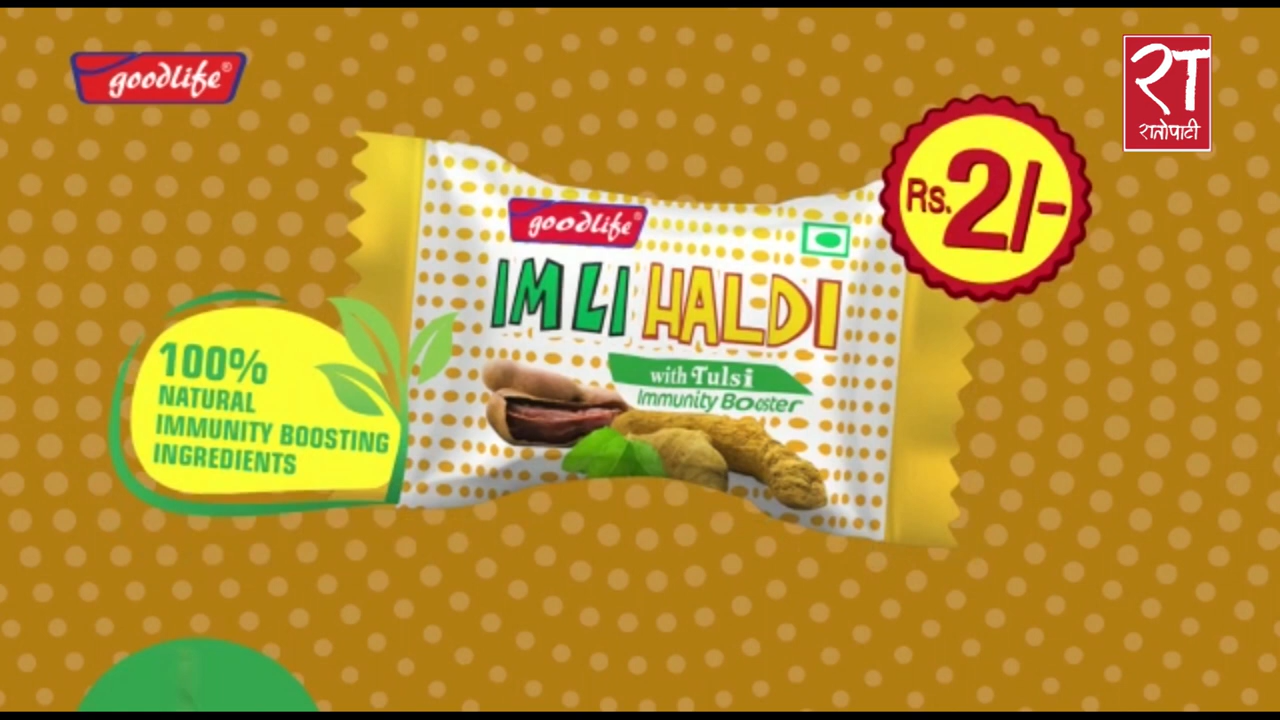 goodlife®
रा
रातोपाटी
Rs. 2/-
goodlife®
IMLI HALDI
with Tulsi
Immunity Booster
100%
NATURAL
IMMUNITY BOOSTING
INGREDIENTS